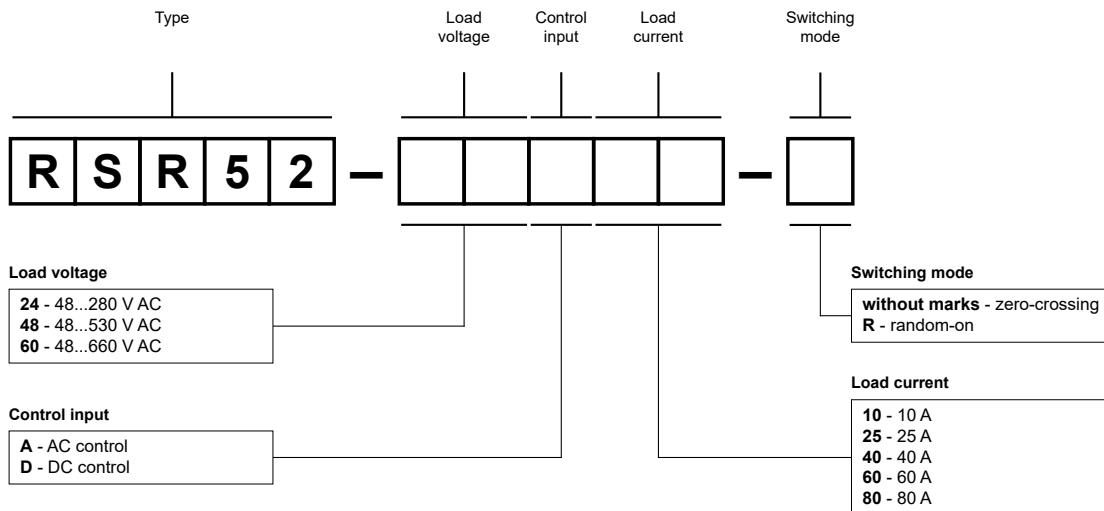 Type
Load voltage
Control input
Load current
Switching mode
R S R 5 2 – –
Load voltage
24 - 48...280 V AC
48 - 48...530 V AC
60 - 48...660 V AC
Control input
A - AC control
D - DC control
Switching mode
without marks - zero-crossing
R - random-on
Load current
10 - 10 A
25 - 25 A
40 - 40 A
60 - 60 A
80 - 80 A